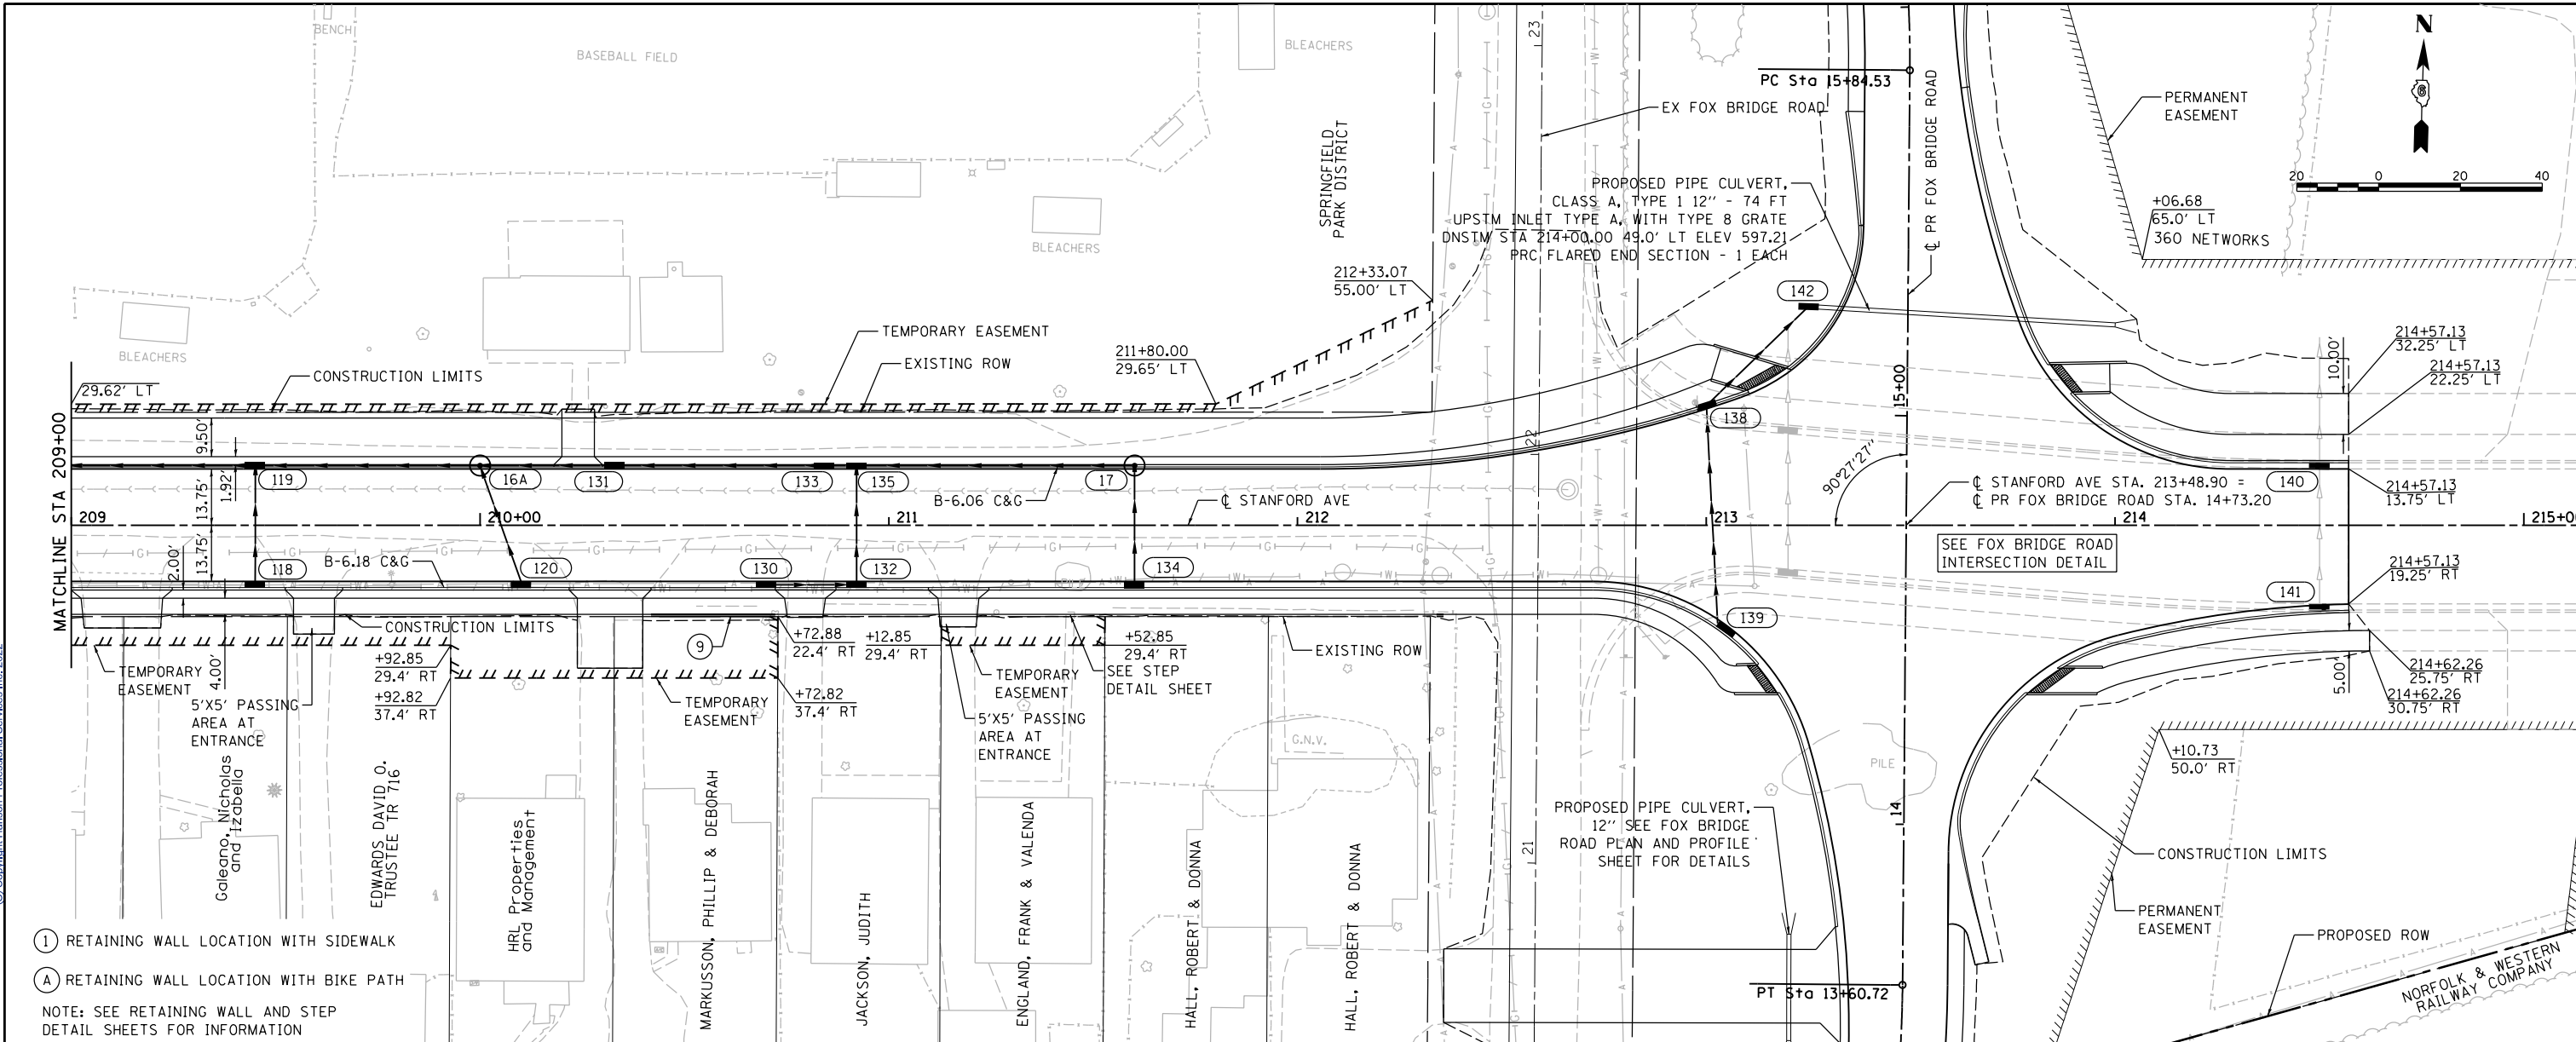 BENCH
BASEBALL FIELD
BLEACHERS
23
PC Sta 15+84.53
EX FOX BRIDGE ROAD
℄ PR FOX BRIDGE ROAD
PERMANENT
EASEMENT
N
6
20 0 20 40
SPRINGFIELD
PARK DISTRICT
PROPOSED PIPE CULVERT,
CLASS A, TYPE 1 12'' - 74 FT
UPSTM INLET TYPE A, WITH TYPE 8 GRATE
DNSTM STA 214+00.00 49.0' LT ELEV 597.21
PRC FLARED END SECTION - 1 EACH
+06.68
65.0' LT
360 NETWORKS
BLEACHERS
212+33.07
55.00' LT
142
BLEACHERS
TEMPORARY EASEMENT
EXISTING ROW
211+80.00
29.65' LT
CONSTRUCTION LIMITS
29.62' LT
214+57.13
32.25' LT
214+57.13
22.25' LT
10.00'
15+00
MATCHLINE STA 209+00
9.50'
13.75'
1.92'
119
16A
131
133
135
17
B-6.06 C&G
22
138
90°27'27''
140
214+57.13
13.75' LT
℄ STANFORD AVE
℄ STANFORD AVE STA. 213+48.90 =
℄ PR FOX BRIDGE ROAD STA. 14+73.20
209
210+00
211
212
213
214
215+00
SEE FOX BRIDGE ROAD
INTERSECTION DETAIL
2.00'
13.75'
118
B-6.18 C&G
120
130
132
134
139
141
214+57.13
19.25' RT
CONSTRUCTION LIMITS
9
+72.88
22.4' RT
+12.85
29.4' RT
+52.85
29.4' RT
EXISTING ROW
TEMPORARY
EASEMENT
4.00'
+92.85
29.4' RT
+92.82
37.4' RT
5'X5' PASSING
AREA AT
ENTRANCE
TEMPORARY
EASEMENT
+72.82
37.4' RT
TEMPORARY
EASEMENT
SEE STEP
DETAIL SHEET
5'X5' PASSING
AREA AT
ENTRANCE
G.N.V.
5.00'
214+62.26
25.75' RT
214+62.26
30.75' RT
+10.73
50.0' RT
PILE
Galeano, Nicholas
and Izabella
EDWARDS DAVID O.
TRUSTEE TR 716
HRL Properties
and Management
MARKUSSON, PHILLIP & DEBORAH
JACKSON, JUDITH
ENGLAND, FRANK & VALENDA
HALL, ROBERT & DONNA
HALL, ROBERT & DONNA
21
14
PROPOSED PIPE CULVERT,
12'' SEE FOX BRIDGE
ROAD PLAN AND PROFILE
SHEET FOR DETAILS
CONSTRUCTION LIMITS
PERMANENT
EASEMENT
PROPOSED ROW
NORFOLK & WESTERN
RAILWAY COMPANY
PT Sta 13+60.72
1 RETAINING WALL LOCATION WITH SIDEWALK
A RETAINING WALL LOCATION WITH BIKE PATH
NOTE: SEE RETAINING WALL AND STEP
DETAIL SHEETS FOR INFORMATION